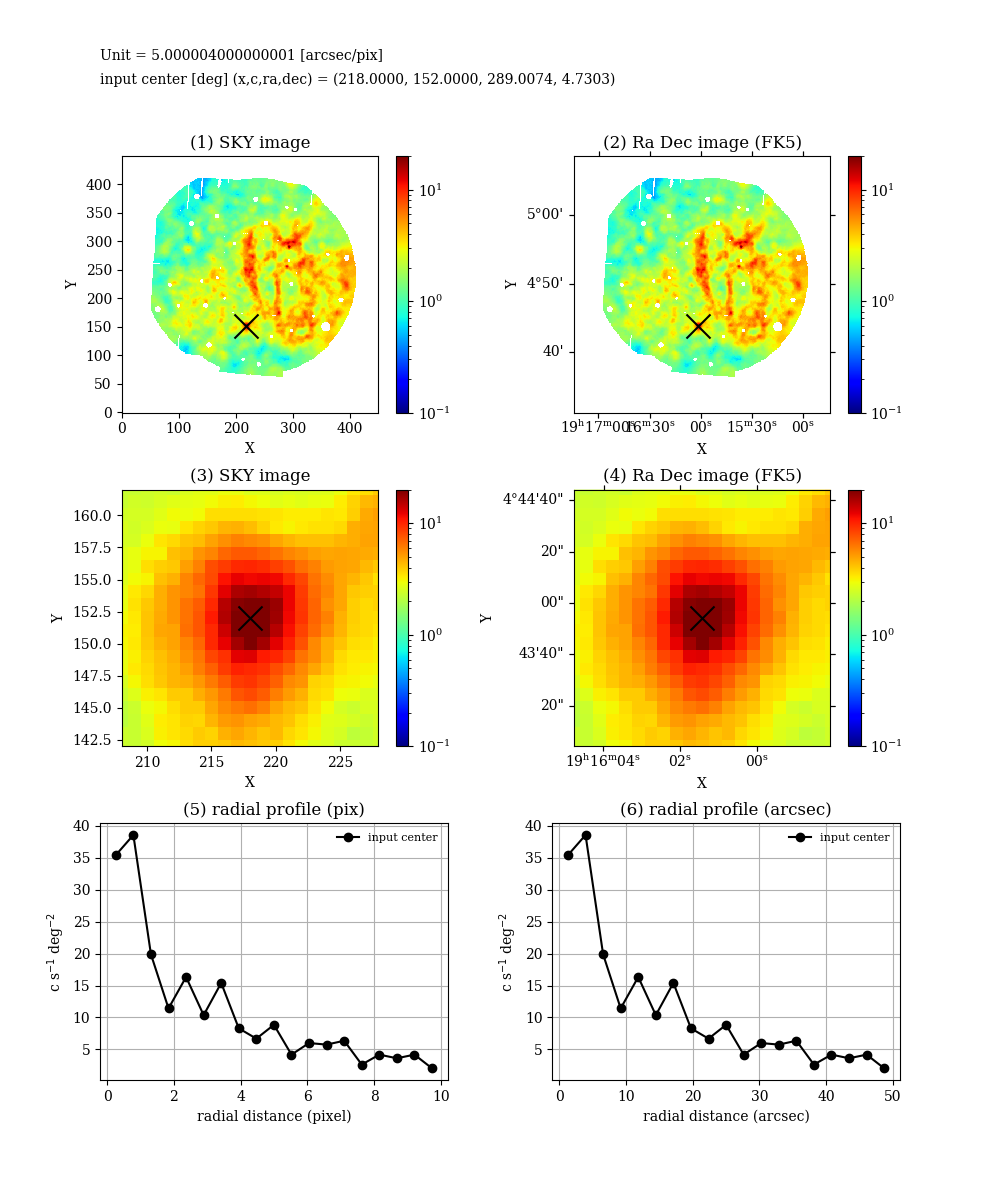 Unit = 5.000004000000001 [arcsec/pix]
input center [deg] (x,c,ra,dec) = (218.0000, 152.0000, 289.0074, 4.7303)
(1) SKY image
(2) Ra Dec image (FK5)
Y
400
350
300
250
200
150
100
50
0
0 100 200 300 400
X
10¹
10⁰
10⁻¹
Y
5°00'
4°50'
40'
19ʰ17ᵐ00ˢ 16ᵐ30ˢ 00ˢ 15ᵐ30ˢ 00ˢ
X
10¹
10⁰
10⁻¹
(3) SKY image
(4) Ra Dec image (FK5)
Y
160.0
157.5
155.0
152.5
150.0
147.5
145.0
142.5
210 215 220 225
X
10¹
10⁰
10⁻¹
Y
4°44'40"
20"
00"
43'40"
20"
19ʰ16ᵐ04ˢ 02ˢ 00ˢ
X
10¹
10⁰
10⁻¹
(5) radial profile (pix)
(6) radial profile (arcsec)
c s⁻¹ deg⁻²
40
35
30
25
20
15
10
5
input center
0 2 4 6 8 10
radial distance (pixel)
c s⁻¹ deg⁻²
40
35
30
25
20
15
10
5
input center
0 10 20 30 40 50
radial distance (arcsec)